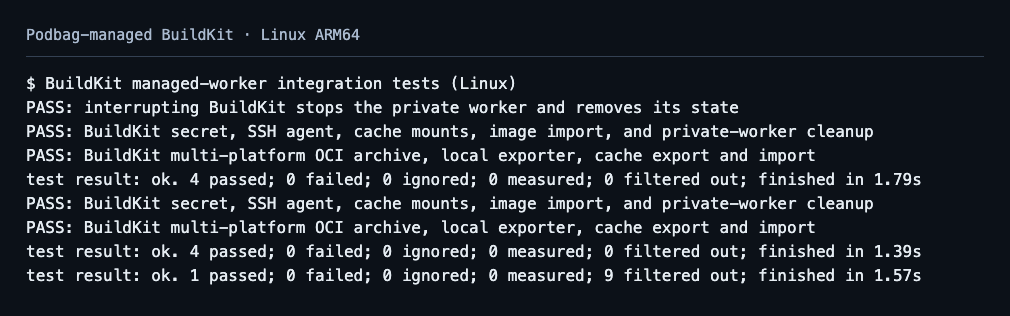 Podbag-managed BuildKit · Linux ARM64
$ BuildKit managed-worker integration tests (Linux)
PASS: interrupting BuildKit stops the private worker and removes its state
PASS: BuildKit secret, SSH agent, cache mounts, image import, and private-worker cleanup
PASS: BuildKit multi-platform OCI archive, local exporter, cache export and import
test result: ok. 4 passed; 0 failed; 0 ignored; 0 measured; 0 filtered out; finished in 1.79s
PASS: BuildKit secret, SSH agent, cache mounts, image import, and private-worker cleanup
PASS: BuildKit multi-platform OCI archive, local exporter, cache export and import
test result: ok. 4 passed; 0 failed; 0 ignored; 0 measured; 0 filtered out; finished in 1.39s
test result: ok. 1 passed; 0 failed; 0 ignored; 0 measured; 9 filtered out; finished in 1.57s